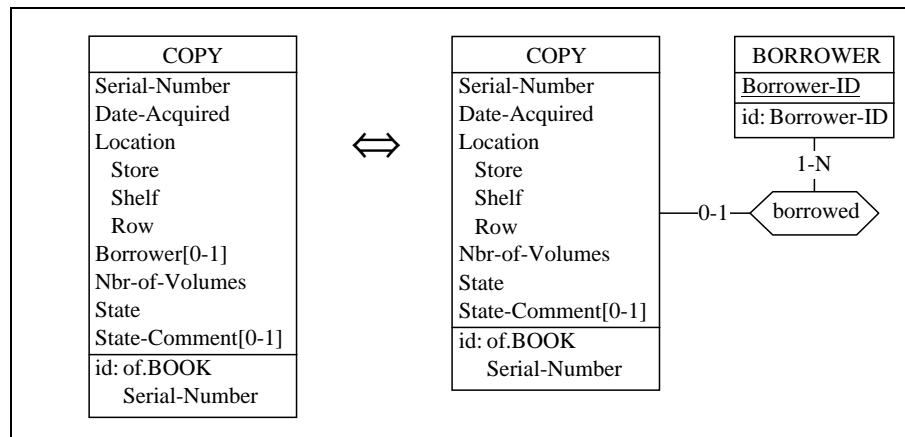 COPY
Serial-Number
Date-Acquired
Location
Store
Shelf
Row
Borrower[0-1]
Nbr-of-Volumes
State
State-Comment[0-1]
id: of.BOOK
Serial-Number
⇔
COPY
Serial-Number
Date-Acquired
Location
Store
Shelf
Row
Nbr-of-Volumes
State
State-Comment[0-1]
id: of.BOOK
Serial-Number
0-1
borrowed
1-N
BORROWER
Borrower-ID
id: Borrower-ID